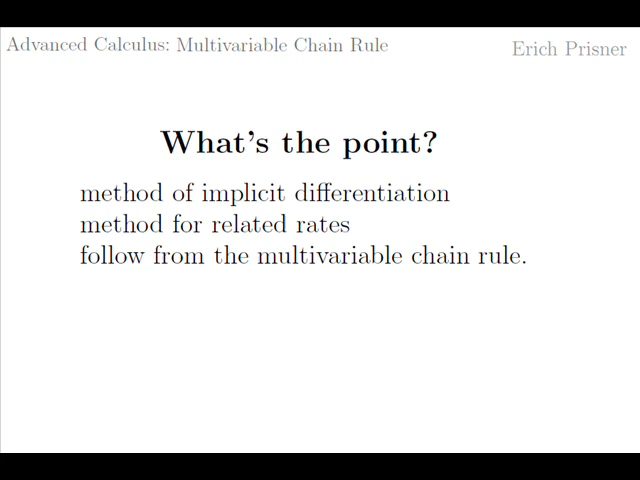 Advanced Calculus: Multivariable Chain Rule
Erich Prisner
What's the point?
method of implicit differentiation
method for related rates
follow from the multivariable chain rule.